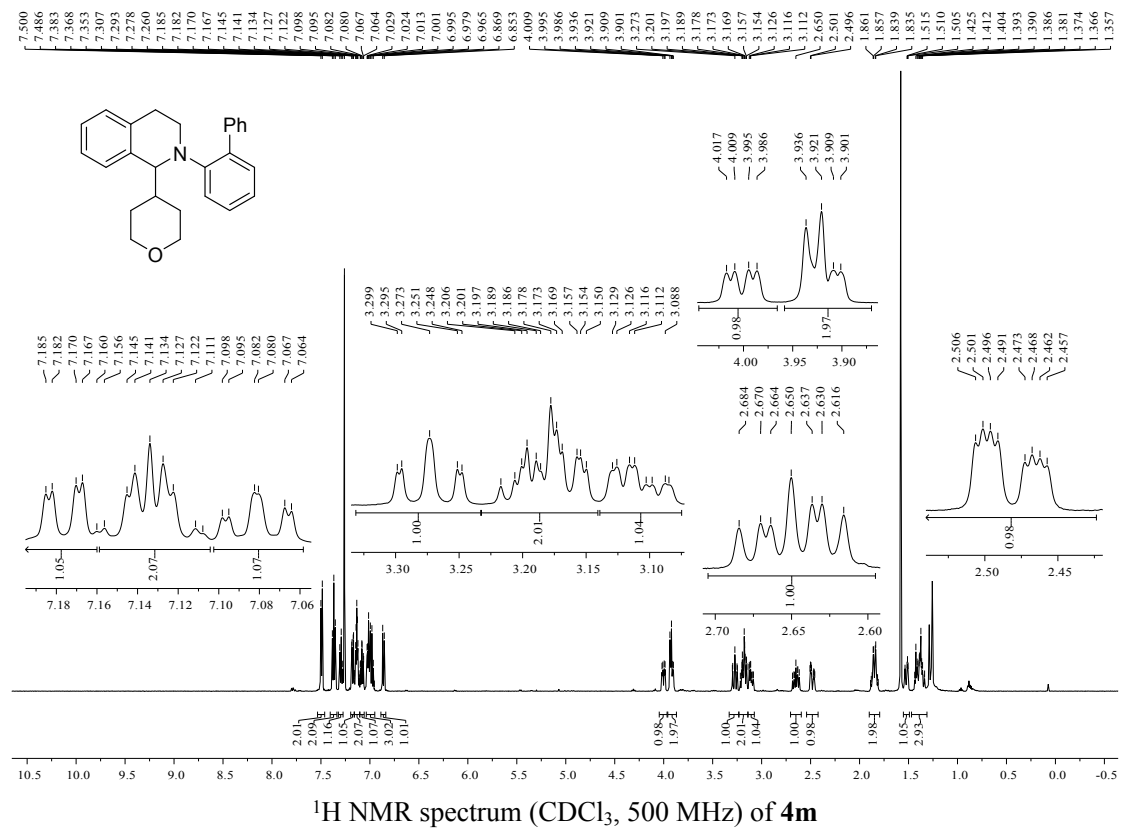 7.500 7.486 7.383 7.368 7.353 7.307 7.293 7.278 7.260 7.185 7.182 7.170 7.167 7.145 7.141 7.134 7.127 7.122 7.098 7.095 7.082 7.080 7.067 7.064 7.029 7.024 7.013 7.001 6.995 6.979 6.965 6.869 6.853 4.009 3.995 3.986 3.936 3.921 3.909 3.901 3.273 3.201 3.197 3.189 3.178 3.173 3.169 3.157 3.154 3.126 3.116 3.112 2.650 2.501 2.496 1.861 1.857 1.839 1.835 1.515 1.510 1.505 1.425 1.412 1.404 1.393 1.390 1.386 1.381 1.374 1.366 1.357
Ph
N
O
4.017 4.009 3.995 3.986 3.936 3.921 3.909 3.901
0.98 1.97
4.00 3.95 3.90
3.299 3.295 3.273 3.251 3.248 3.206 3.201 3.197 3.189 3.186 3.178 3.173 3.169 3.157 3.154 3.150 3.129 3.126 3.116 3.112 3.088
1.00 2.01 1.04
3.30 3.25 3.20 3.15 3.10
7.185 7.182 7.170 7.167 7.160 7.156 7.145 7.141 7.134 7.127 7.122 7.111 7.098 7.095 7.082 7.080 7.067 7.064
1.05 2.07 1.07
7.18 7.16 7.14 7.12 7.10 7.08 7.06
2.684 2.670 2.664 2.650 2.637 2.630 2.616
1.00
2.70 2.65 2.60
2.506 2.501 2.496 2.491 2.473 2.468 2.462 2.457
0.98
2.50 2.45
2.01 2.09 1.16 1.05 2.07 1.07 3.02 1.01 0.98 1.97 1.00 2.01 1.04 1.00 0.98 1.98 1.05 2.93
10.5 10.0 9.5 9.0 8.5 8.0 7.5 7.0 6.5 6.0 5.5 5.0 4.5 4.0 3.5 3.0 2.5 2.0 1.5 1.0 0.5 0.0 -0.5
¹H NMR spectrum (CDCl₃, 500 MHz) of 4m